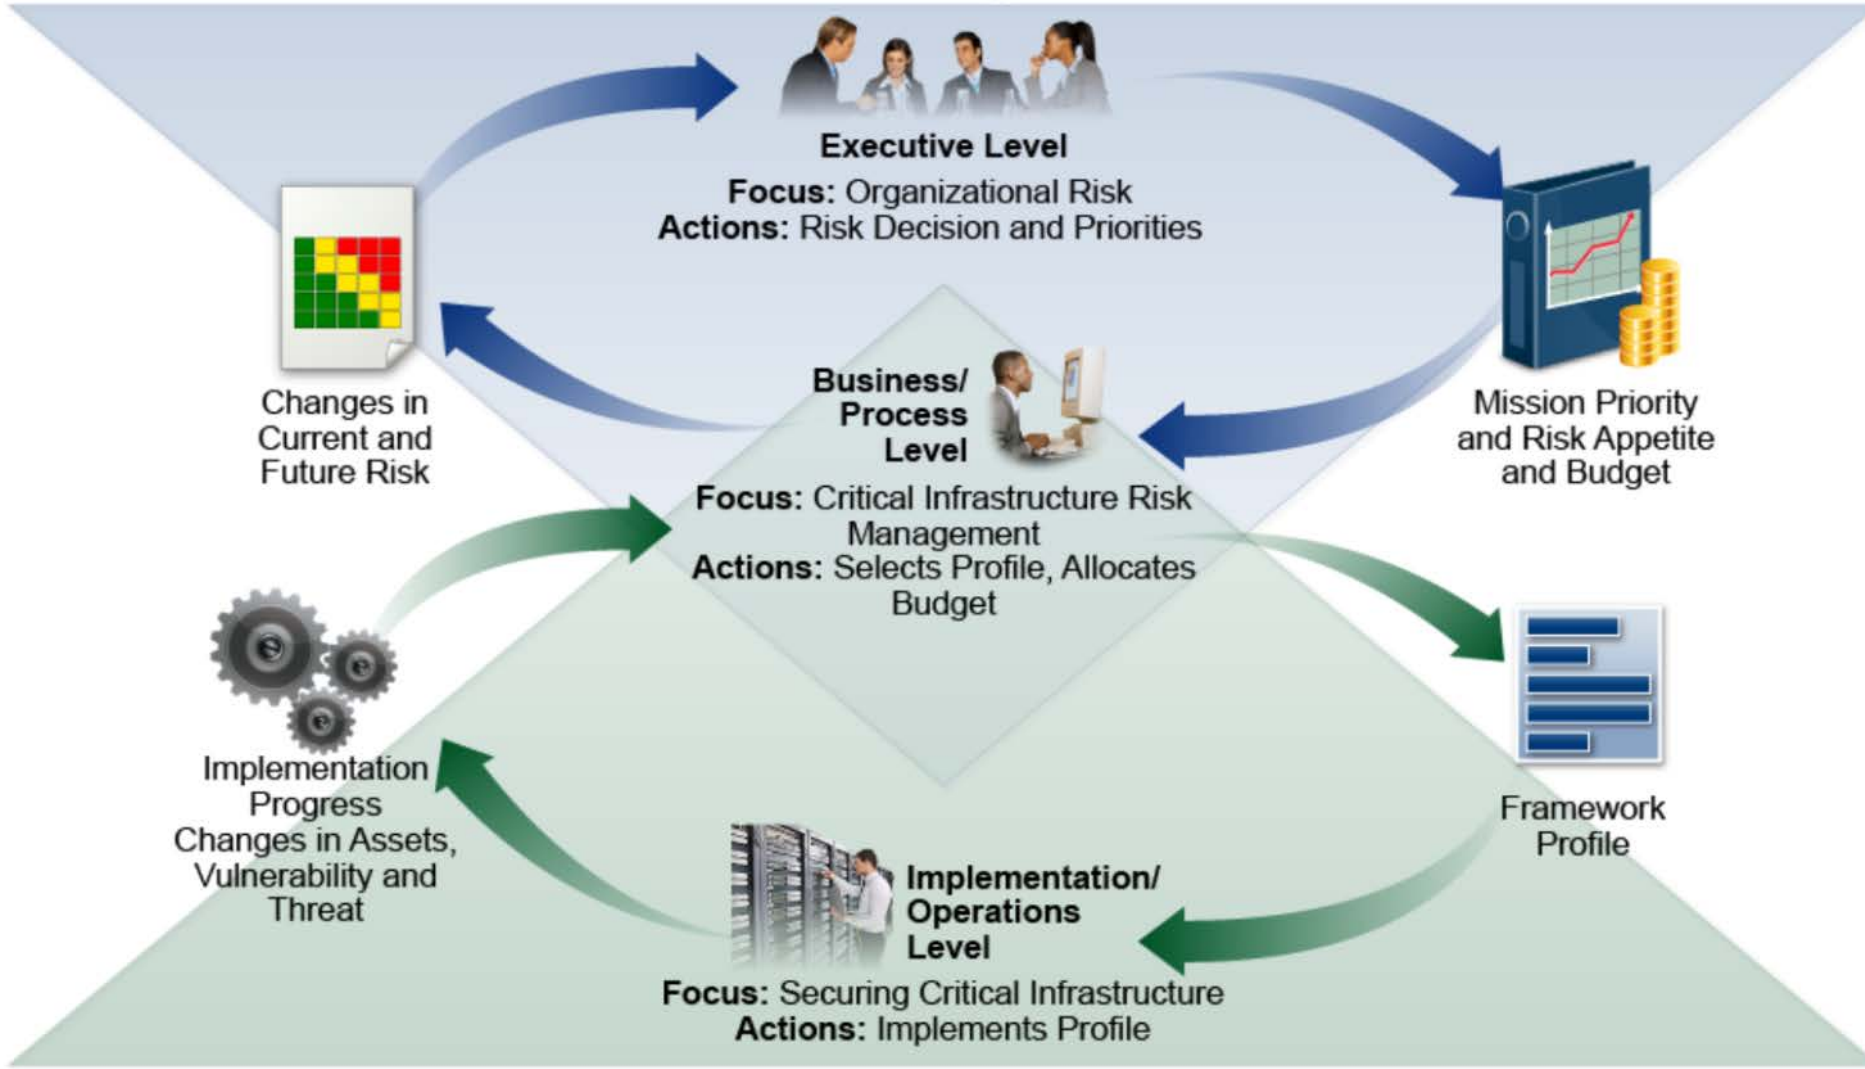 Executive Level
Focus: Organizational Risk
Actions: Risk Decision and Priorities
Changes in
Current and
Future Risk
Mission Priority
and Risk Appetite
and Budget
Business/
Process
Level
Focus: Critical Infrastructure Risk
Management
Actions: Selects Profile, Allocates
Budget
Implementation
Progress
Changes in Assets,
Vulnerability and
Threat
Framework
Profile
Implementation/
Operations
Level
Focus: Securing Critical Infrastructure
Actions: Implements Profile